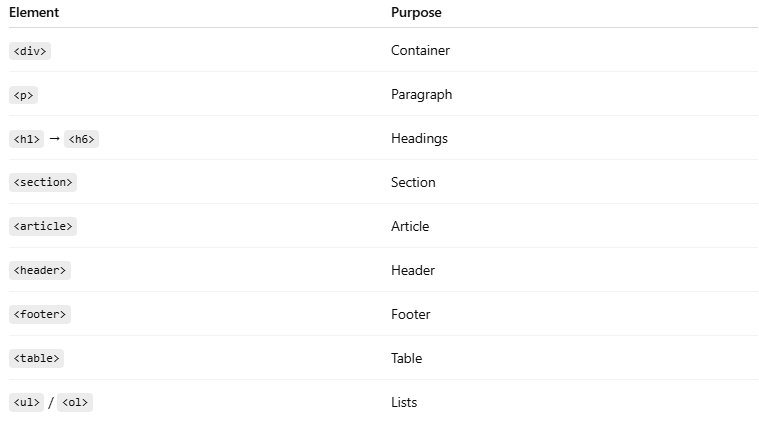 Element Purpose
<div> Container
<p> Paragraph
<h1> → <h6> Headings
<section> Section
<article> Article
<header> Header
<footer> Footer
<table> Table
<ul> / <ol> Lists